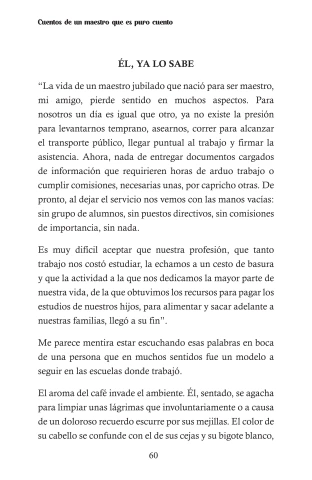 Cuentos de un maestro que es puro cuento
ÉL, YA LO SABE
“La vida de un maestro jubilado que nació para ser maestro,
mi amigo, pierde sentido en muchos aspectos. Para
nosotros un día es igual que otro, ya no existe la presión
para levantarnos temprano, asearnos, correr para alcanzar
el transporte público, llegar puntual al trabajo y firmar la
asistencia. Ahora, nada de entregar documentos cargados
de información que requirieren horas de arduo trabajo o
cumplir comisiones, necesarias unas, por capricho otras. De
pronto, al dejar el servicio nos vemos con las manos vacías:
sin grupo de alumnos, sin puestos directivos, sin comisiones
de importancia, sin nada.
Es muy difícil aceptar que nuestra profesión, que tanto
trabajo nos costó estudiar, la echamos a un cesto de basura
y que la actividad a la que nos dedicamos la mayor parte de
nuestra vida, de la que obtuvimos los recursos para pagar los
estudios de nuestros hijos, para alimentar y sacar adelante a
nuestras familias, llegó a su fin”.
Me parece mentira estar escuchando esas palabras en boca
de una persona que en muchos sentidos fue un modelo a
seguir en las escuelas donde trabajó.
El aroma del café invade el ambiente. Él, sentado, se agacha
para limpiar unas lágrimas que involuntariamente o a causa
de un doloroso recuerdo escurre por sus mejillas. El color de
su cabello se confunde con el de sus cejas y su bigote blanco,
60